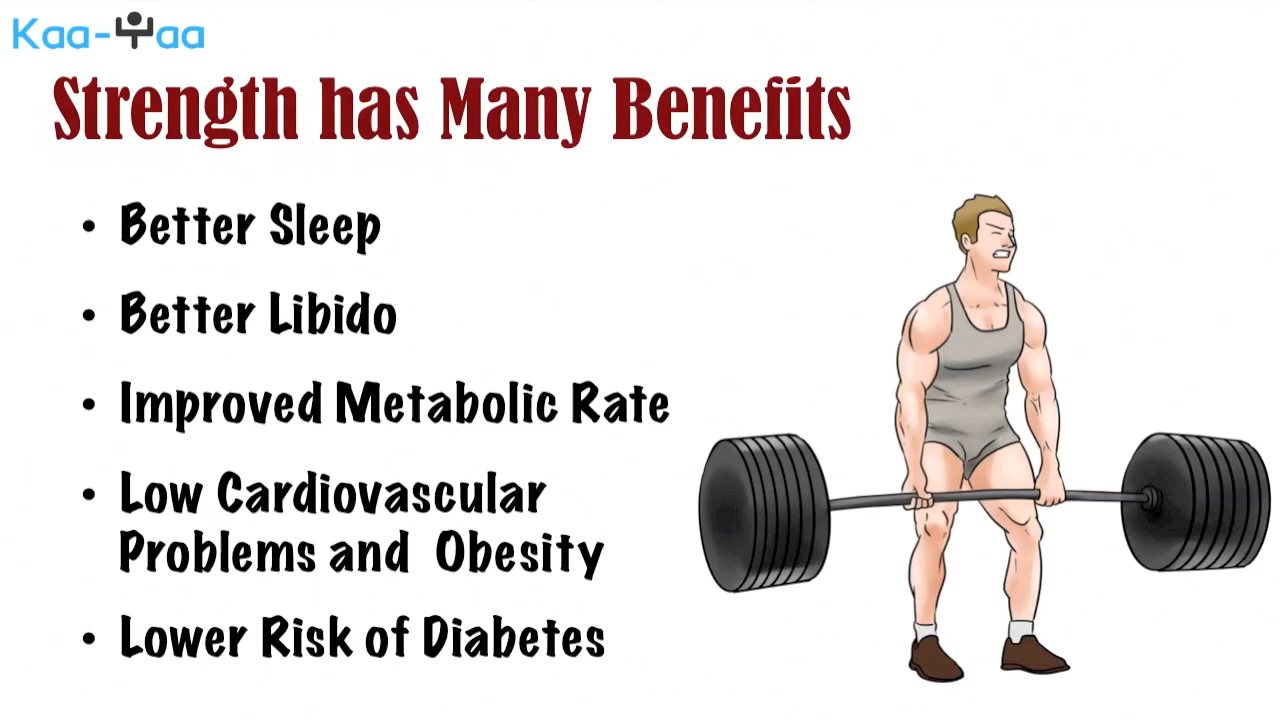 Kaa-Yaa
Strength has Many Benefits
• Better Sleep
• Better Libido
• Improved Metabolic Rate
• Low Cardiovascular
Problems and Obesity
• Lower Risk of Diabetes